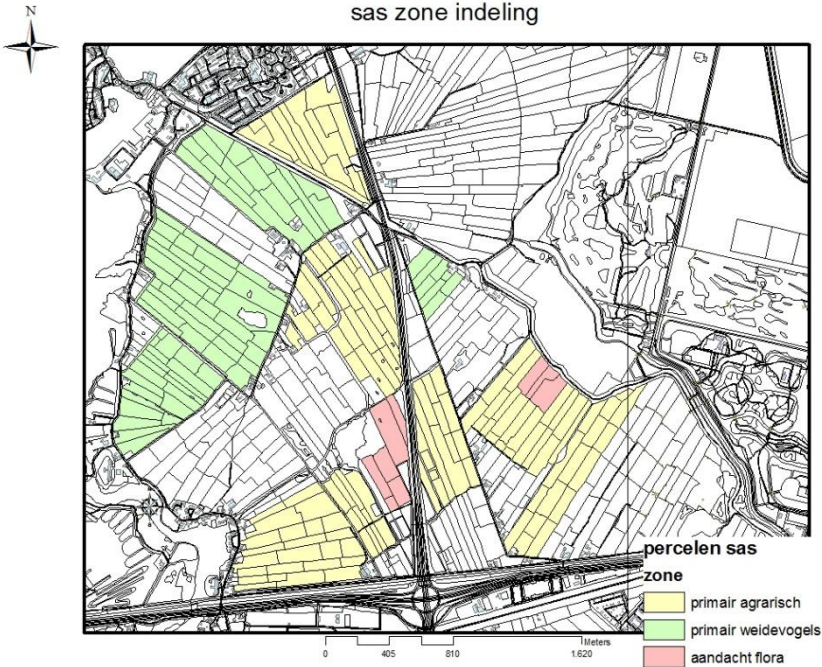 sas zone indeling
N
percelen sas
zone
primair agrarisch
primair weidevogels
aandacht flora
Meters
0 405 810 1.620